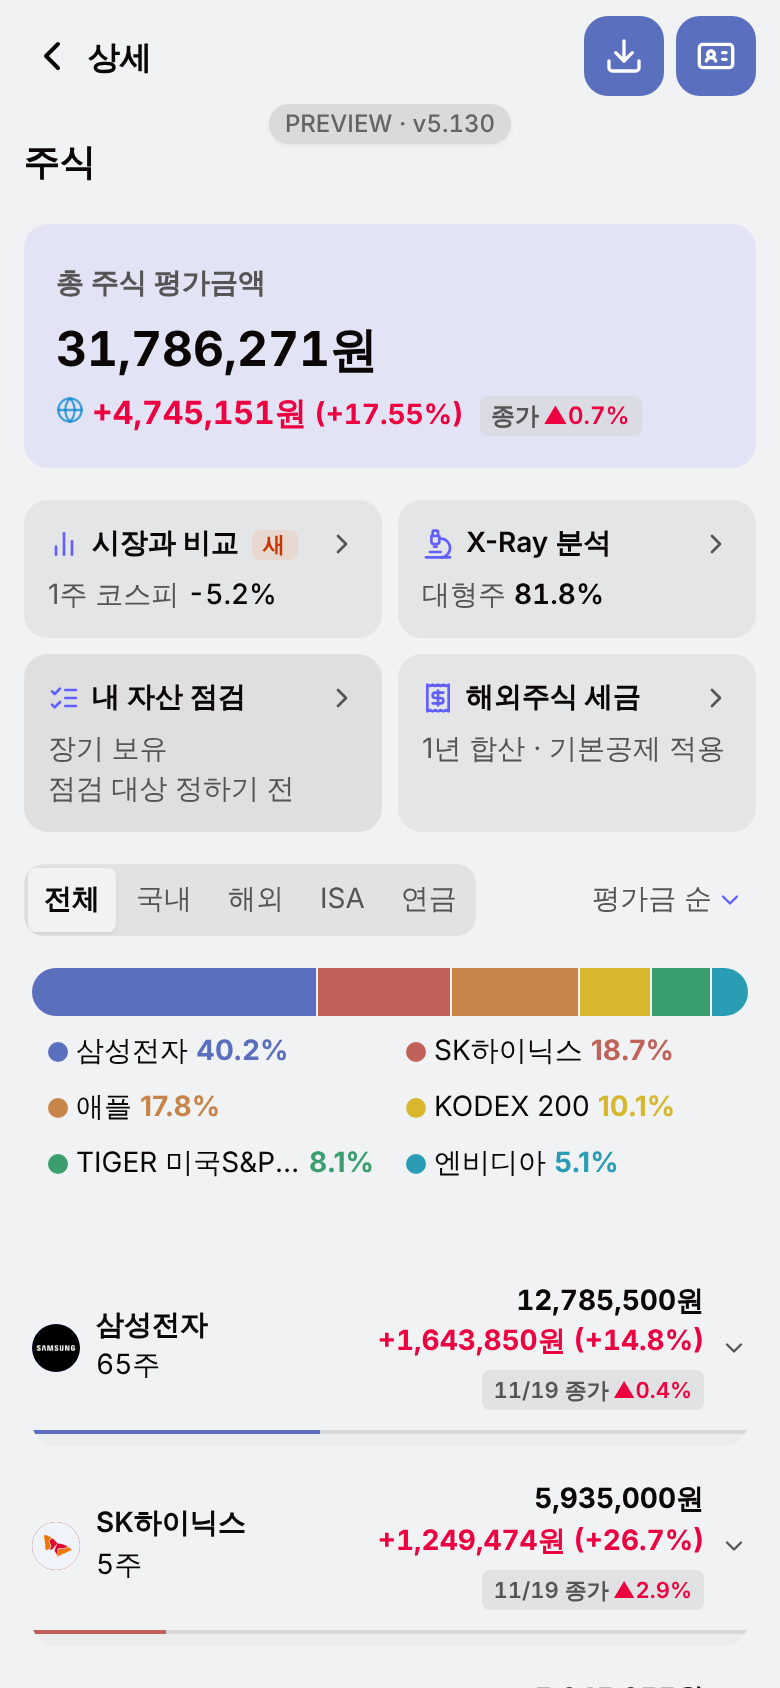 상세
PREVIEW · v5.130
주식
총 주식 평가금액
31,786,271원
+4,745,151원 (+17.55%) 종가 ▲0.7%
시장과 비교 새
1주 코스피 -5.2%
X-Ray 분석
대형주 81.8%
내 자산 점검
장기 보유
점검 대상 정하기 전
해외주식 세금
1년 합산 · 기본공제 적용
전체 국내 해외 ISA 연금 평가금 순
삼성전자 40.2% SK하이닉스 18.7%
애플 17.8% KODEX 200 10.1%
TIGER 미국S&P... 8.1% 엔비디아 5.1%
SAMSUNG
삼성전자
65주
12,785,500원
+1,643,850원 (+14.8%)
11/19 종가 ▲0.4%
SK하이닉스
5주
5,935,000원
+1,249,474원 (+26.7%)
11/19 종가 ▲2.9%